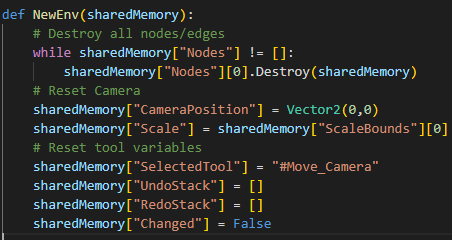 def NewEnv(sharedMemory):
    # Destroy all nodes/edges
    while sharedMemory["Nodes"] != []:
        sharedMemory["Nodes"][0].Destroy(sharedMemory)
    # Reset Camera
    sharedMemory["CameraPosition"] = Vector2(0,0)
    sharedMemory["Scale"] = sharedMemory["ScaleBounds"][0]
    # Reset tool variables
    sharedMemory["SelectedTool"] = "#Move_Camera"
    sharedMemory["UndoStack"] = []
    sharedMemory["RedoStack"] = []
    sharedMemory["Changed"] = False